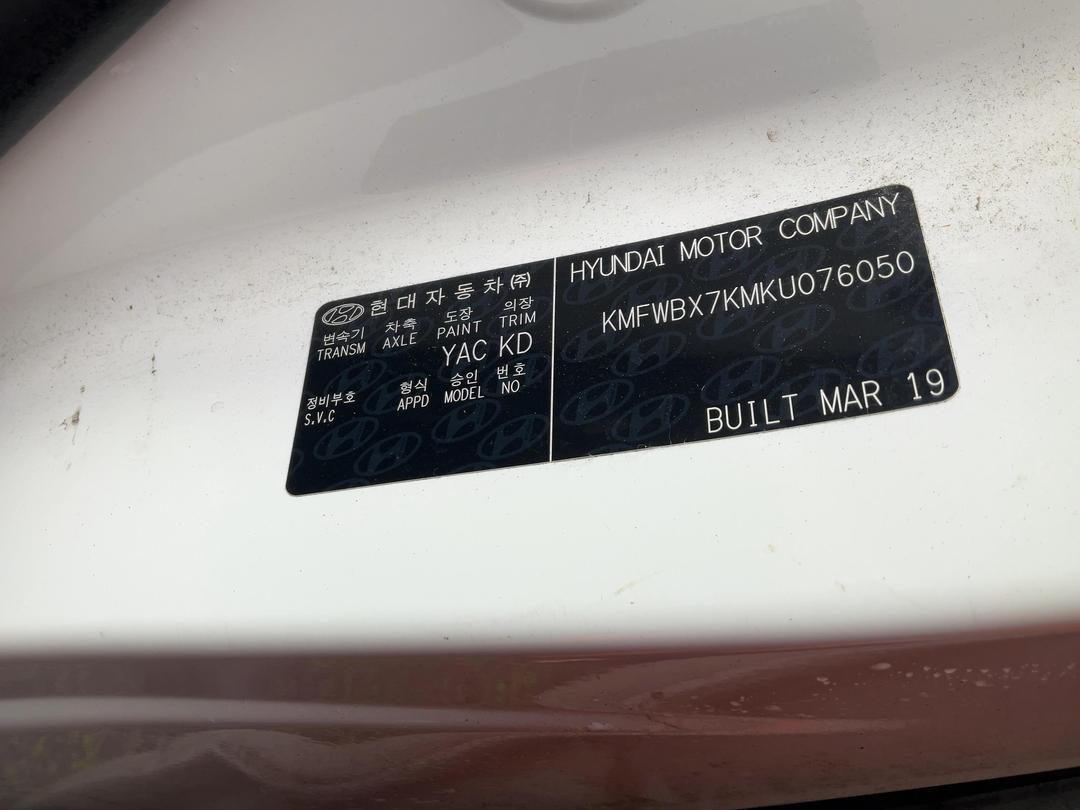 현대자동차㈜
변속기 차축 도장 의장
TRANSM AXLE PAINT TRIM
YAC KD
정비부호 형식 승인 번호
S.V.C APPD MODEL NO
HYUNDAI MOTOR COMPANY
KMFWBX7KMKU076050
BUILT MAR 19